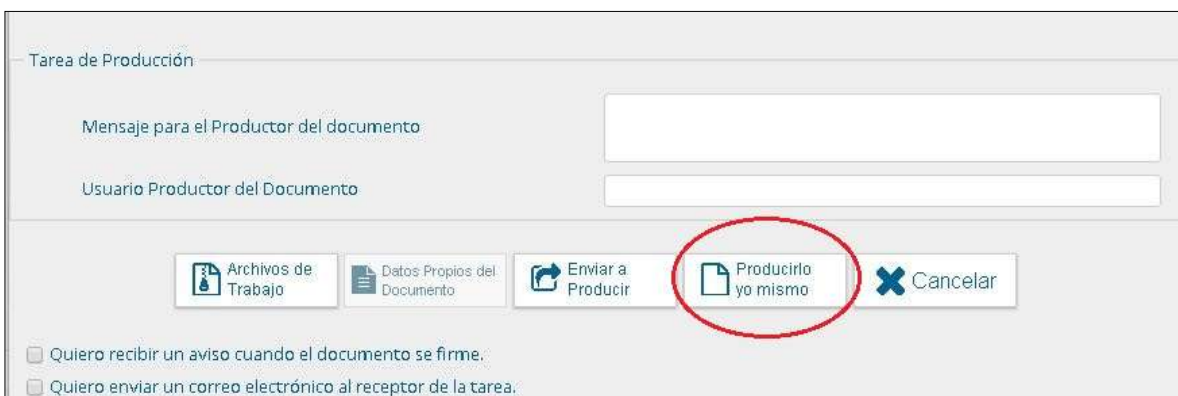 Tarea de Producción
Mensaje para el Productor del documento
Usuario Productor del Documento
Archivos de
Trabajo
Datos Propios del
Documento
Enviar a
Producir
Producirlo
yo mismo
Cancelar
Quiero recibir un aviso cuando el documento se firme.
Quiero enviar un correo electrónico al receptor de la tarea.